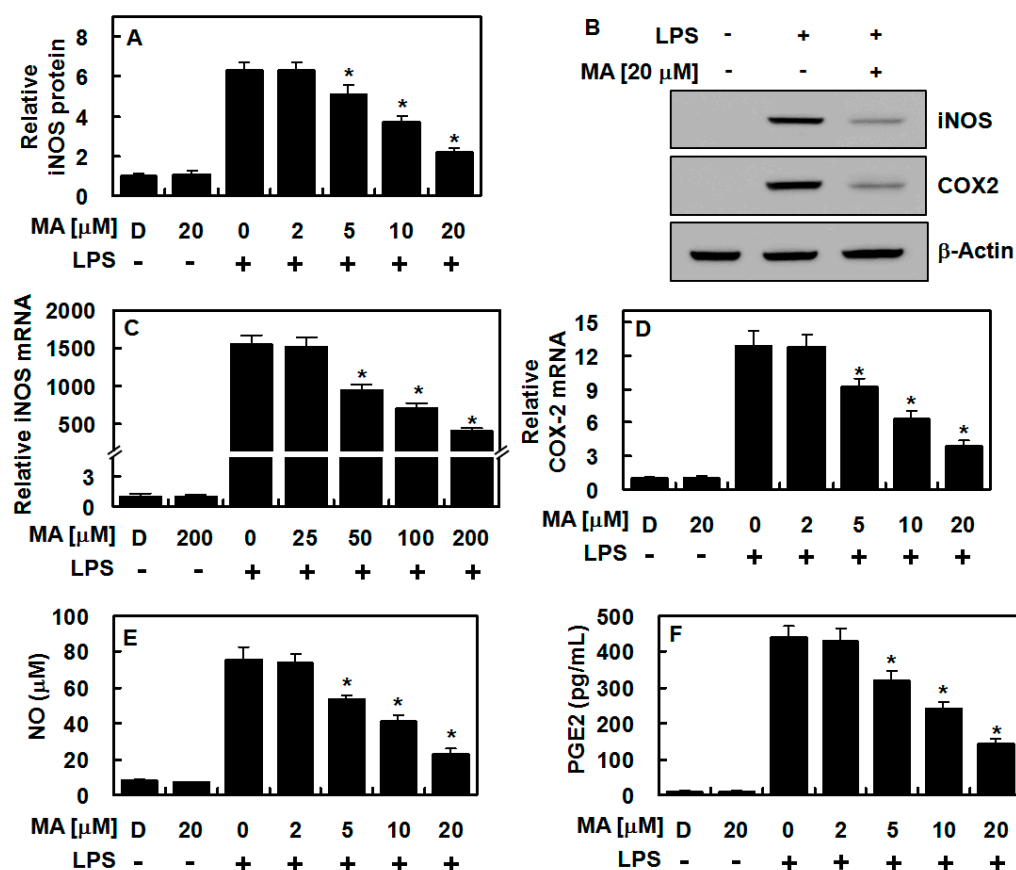 A
Relative
iNOS protein
8
6
4
2
0
* * *
MA [μM] D 20 0 2 5 10 20
LPS - - + + + + +
B
LPS - + +
MA [20 μM] - - +
iNOS
COX2
β-Actin
C
Relative iNOS mRNA
2000
1500
1000
500
3
0
* * *
MA [μM] D 200 0 25 50 100 200
LPS - - + + + + +
D
Relative
COX-2 mRNA
15
12
9
6
3
0
* * *
MA [μM] D 20 0 2 5 10 20
LPS - - + + + + +
E
NO (μM)
100
80
60
40
20
0
* * *
MA [μM] D 20 0 2 5 10 20
LPS - - + + + + +
F
PGE2 (pg/mL)
500
400
300
200
100
0
* * *
MA [μM] D 20 0 2 5 10 20
LPS - - + + + + +